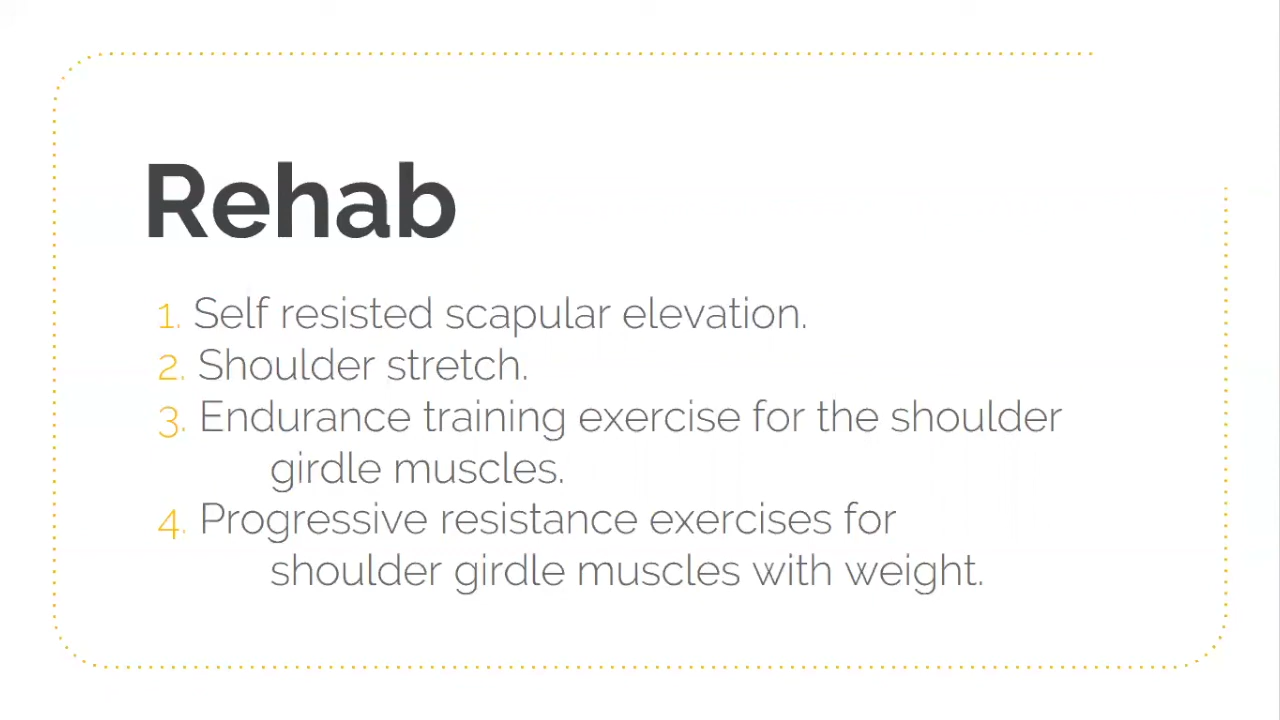 Rehab
1. Self resisted scapular elevation.
2. Shoulder stretch.
3. Endurance training exercise for the shoulder
girdle muscles.
4. Progressive resistance exercises for
shoulder girdle muscles with weight.